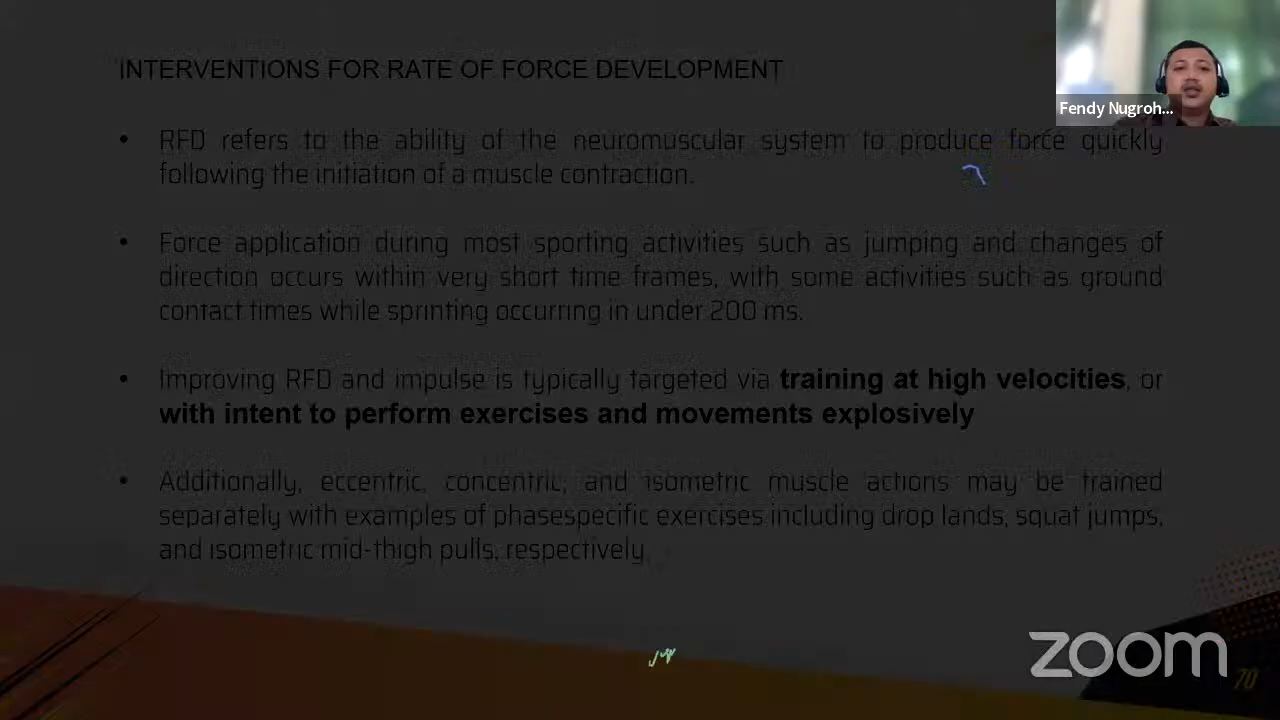 INTERVENTIONS FOR RATE OF FORCE DEVELOPMENT
Fendy Nugroh...
• RFD refers to the ability of the neuromuscular system to produce force quickly
following the initiation of a muscle contraction.
• Force application during most sporting activities such as jumping and changes of
direction occurs within very short time frames, with some activities such as ground
contact times while sprinting occurring in under 200 ms.
• Improving RFD and impulse is typically targeted via training at high velocities, or
with intent to perform exercises and movements explosively
• Additionally, eccentric, concentric, and isometric muscle actions may be trained
separately with examples of phasespecific exercises including drop lands, squat jumps,
and isometric mid-thigh pulls, respectively.
zoom
70